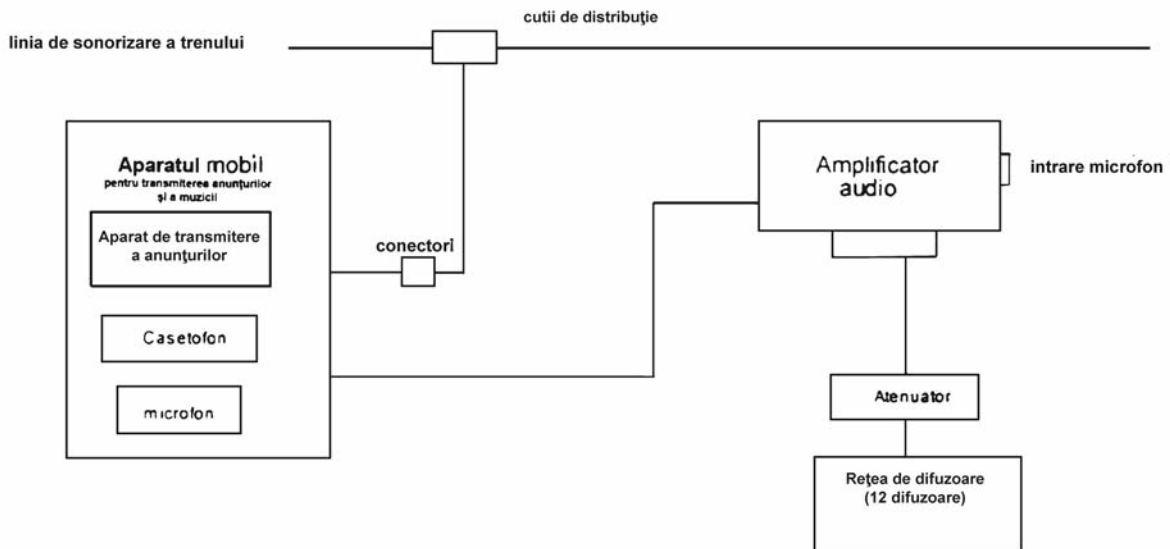 cutii de distribuţie
linia de sonorizare a trenului
Aparatul mobil
pentru transmiterea anunţurilor
şi a muzicii
Aparat de transmitere
a anunţurilor
Casetofon
microfon
conectori
Amplificator
audio
intrare microfon
Atenuator
Reţea de difuzoare
(12 difuzoare)